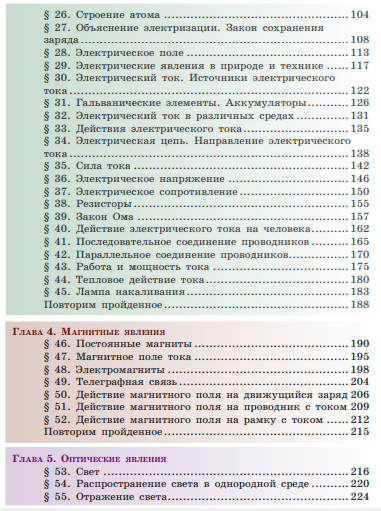 § 26. Строение атома ............................................. 104
§ 27. Объяснение электризации. Закон сохранения
заряда ............................................. 108
§ 28. Электрическое поле ............................................. 113
§ 29. Электрические явления в природе и технике ..... 117
§ 30. Электрический ток. Источники электрического
тока ............................................. 122
§ 31. Гальванические элементы. Аккумуляторы ......... 126
§ 32. Электрический ток в различных средах ............ 131
§ 33. Действия электрического тока ........................ 135
§ 34. Электрическая цепь. Направление электрического
тока ............................................. 138
§ 35. Сила тока ............................................. 142
§ 36. Электрическое напряжение ............................ 146
§ 37. Электрическое сопротивление ......................... 150
§ 38. Резисторы ............................................. 155
§ 39. Закон Ома ............................................. 157
§ 40. Действие электрического тока на человека ........ 162
§ 41. Последовательное соединение проводников ........ 165
§ 42. Параллельное соединение проводников .............. 170
§ 43. Работа и мощность тока ................................ 175
§ 44. Тепловое действие тока ................................. 180
§ 45. Лампа накаливания ............................................. 183
Повторим пройденное ............................................. 188
Глава 4. Магнитные явления
§ 46. Постоянные магниты ............................................. 190
§ 47. Магнитное поле тока ............................................. 195
§ 48. Электромагниты ............................................. 198
§ 49. Телеграфная связь ............................................. 204
§ 50. Действие магнитного поля на движущийся заряд 206
§ 51. Действие магнитного поля на проводник с током 209
§ 52. Действие магнитного поля на рамку с током ..... 212
Повторим пройденное ............................................. 215
Глава 5. Оптические явления
§ 53. Свет ............................................. 216
§ 54. Распространение света в однородной среде ........ 220
§ 55. Отражение света ............................................. 224